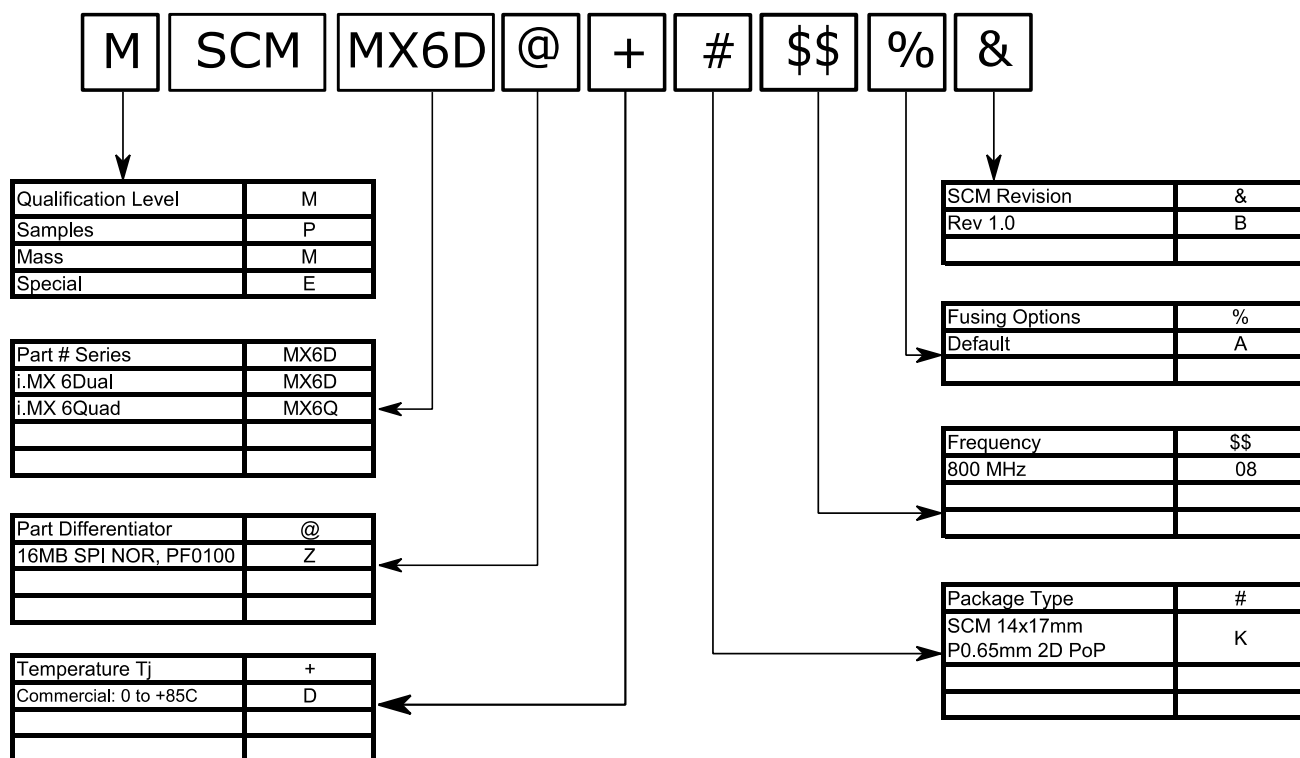 M SCM MX6D @ + # $$ % &
Qualification Level M
Samples P
Mass M
Special E
Part # Series MX6D
i.MX 6Dual MX6D
i.MX 6Quad MX6Q
Part Differentiator @
16MB SPI NOR, PF0100 Z
Temperature Tj +
Commercial: 0 to +85C D
SCM Revision &
Rev 1.0 B
Fusing Options %
Default A
Frequency $$
800 MHz 08
Package Type #
SCM 14x17mm
P0.65mm 2D PoP K